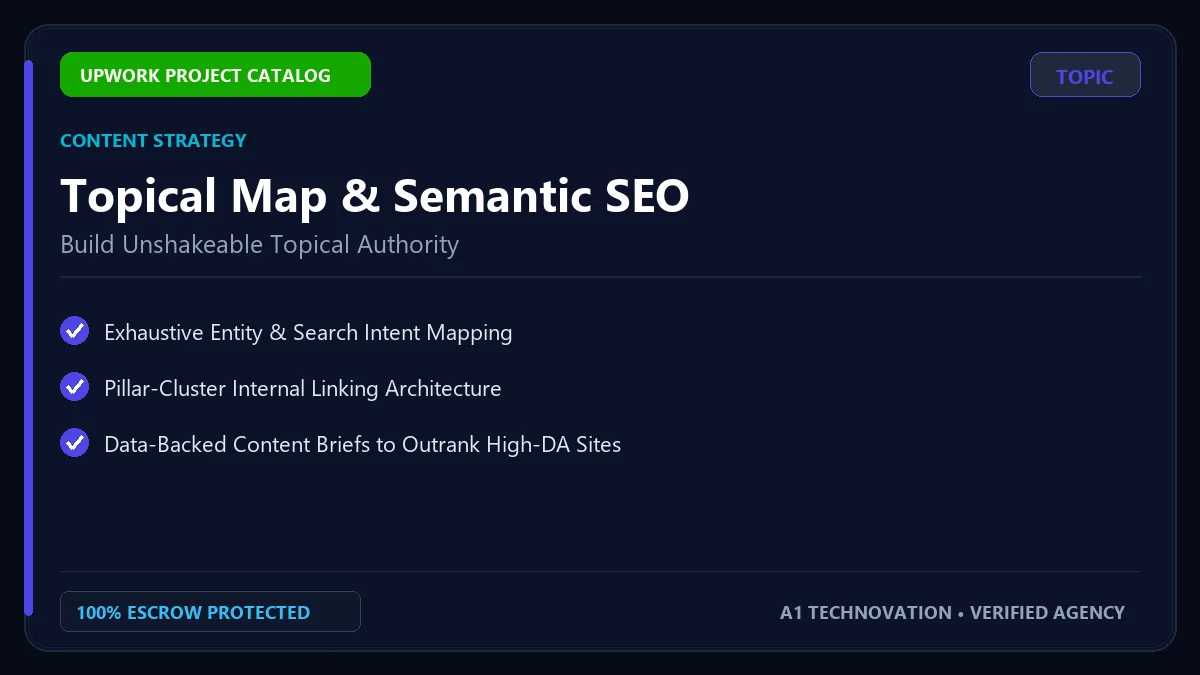 UPWORK PROJECT CATALOG
TOPIC
CONTENT STRATEGY
Topical Map & Semantic SEO
Build Unshakeable Topical Authority
Exhaustive Entity & Search Intent Mapping
Pillar-Cluster Internal Linking Architecture
Data-Backed Content Briefs to Outrank High-DA Sites
100% ESCROW PROTECTED
A1 TECHNOVATION • VERIFIED AGENCY